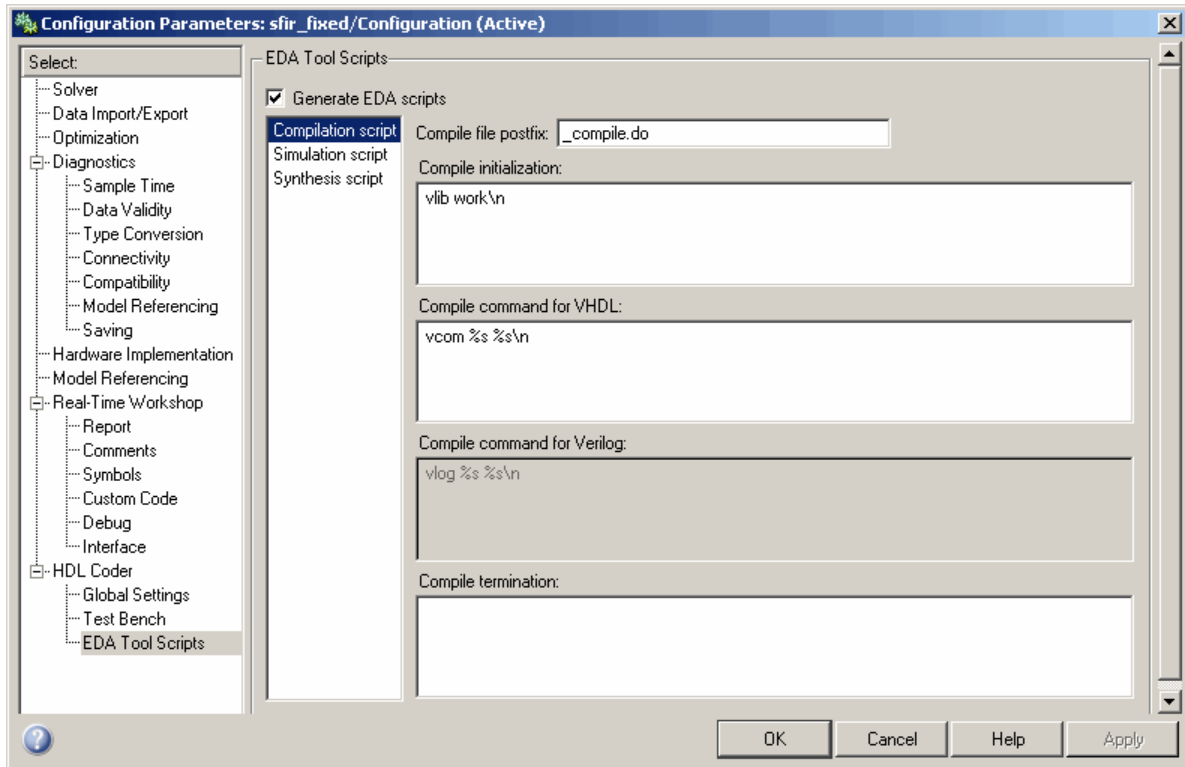 Configuration Parameters: sfir_fixed/Configuration (Active)
Select:
Solver
Data Import/Export
Optimization
Diagnostics
Sample Time
Data Validity
Type Conversion
Connectivity
Compatibility
Model Referencing
Saving
Hardware Implementation
Model Referencing
Real-Time Workshop
Report
Comments
Symbols
Custom Code
Debug
Interface
HDL Coder
Global Settings
Test Bench
EDA Tool Scripts
EDA Tool Scripts
Generate EDA scripts
Compilation script
Simulation script
Synthesis script
Compile file postfix: _compile.do
Compile initialization:
vlib work\n
Compile command for VHDL:
vcom %s %s\n
Compile command for Verilog:
vlog %s %s\n
Compile termination:
OK Cancel Help Apply